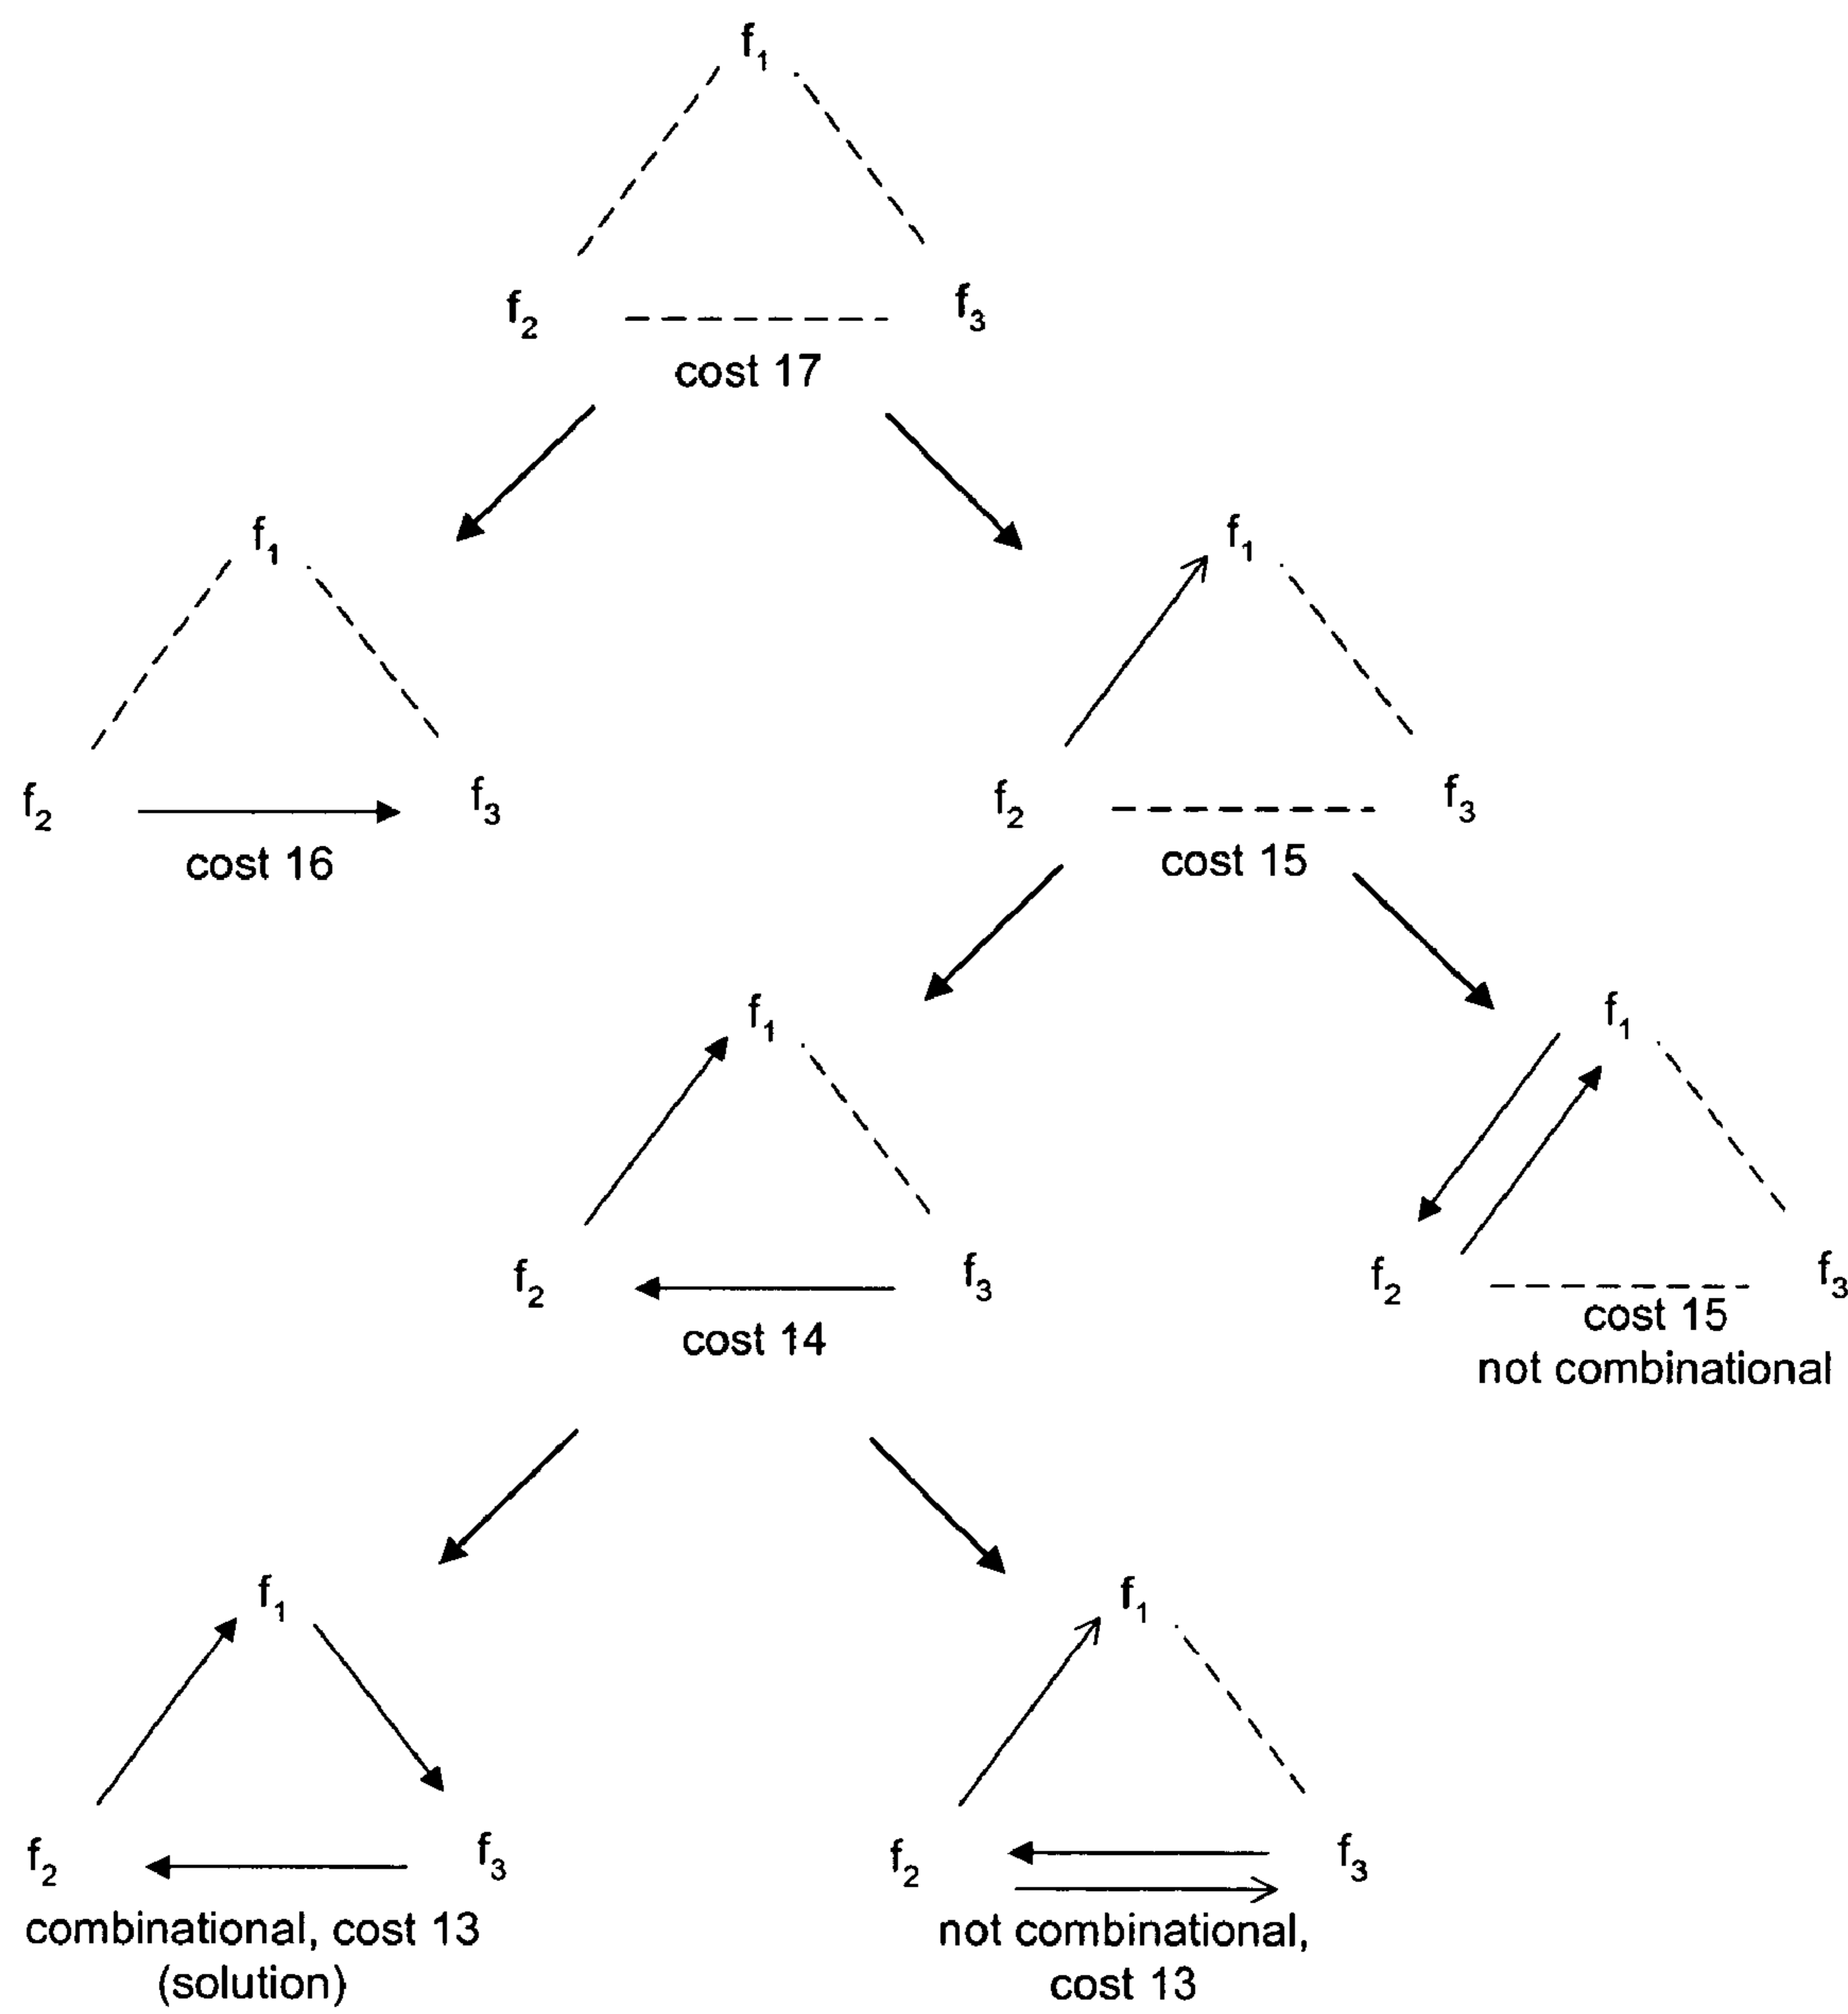 f1
f2 f3
cost 17
f1
f2 f3
cost 16
f1
f2 f3
cost 15
f1
f2 f3
cost 14
f1
f2 f3
cost 15
not combinational
f1
f2 f3
combinational, cost 13
(solution)
f1
f2 f3
not combinational,
cost 13